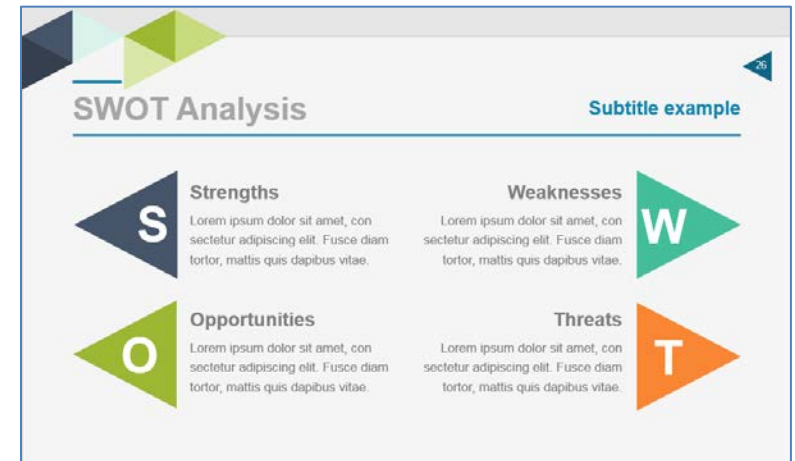 26
SWOT Analysis
Subtitle example
S
Strengths
Lorem ipsum dolor sit amet, con
sectetur adipiscing elit. Fusce diam
tortor, mattis quis dapibus vitae.
Weaknesses
Lorem ipsum dolor sit amet, con
sectetur adipiscing elit. Fusce diam
tortor, mattis quis dapibus vitae.
W
O
Opportunities
Lorem ipsum dolor sit amet, con
sectetur adipiscing elit. Fusce diam
tortor, mattis quis dapibus vitae.
Threats
Lorem ipsum dolor sit amet, con
sectetur adipiscing elit. Fusce diam
tortor, mattis quis dapibus vitae.
T